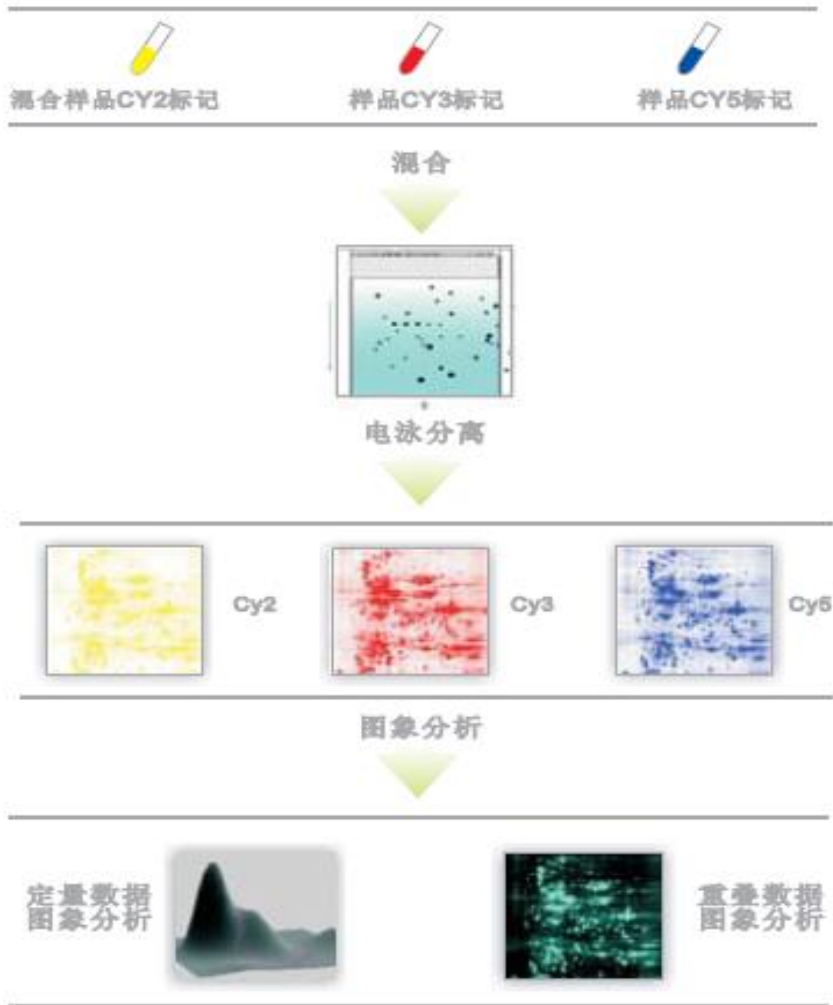 混合样品CY2标记
样品CY3标记
样品CY5标记
混合
电泳分离
Cy2
Cy3
Cy5
图象分析
定量数据
图象分析
重叠数据
图象分析